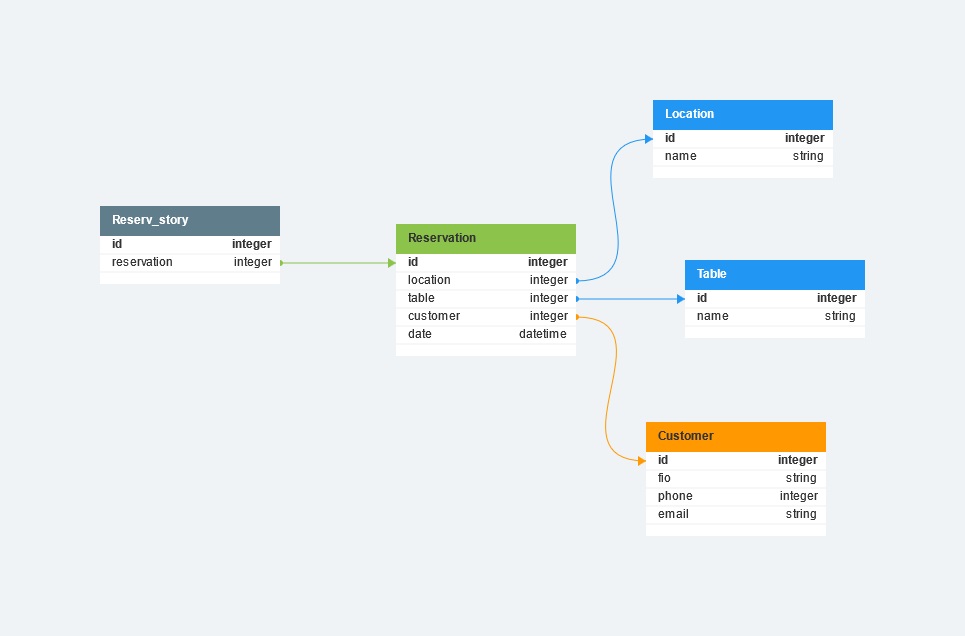 Location
id integer
name string
Reserv_story
id integer
reservation integer
Reservation
id integer
location integer
table integer
customer integer
date datetime
Table
id integer
name string
Customer
id integer
fio string
phone integer
email string